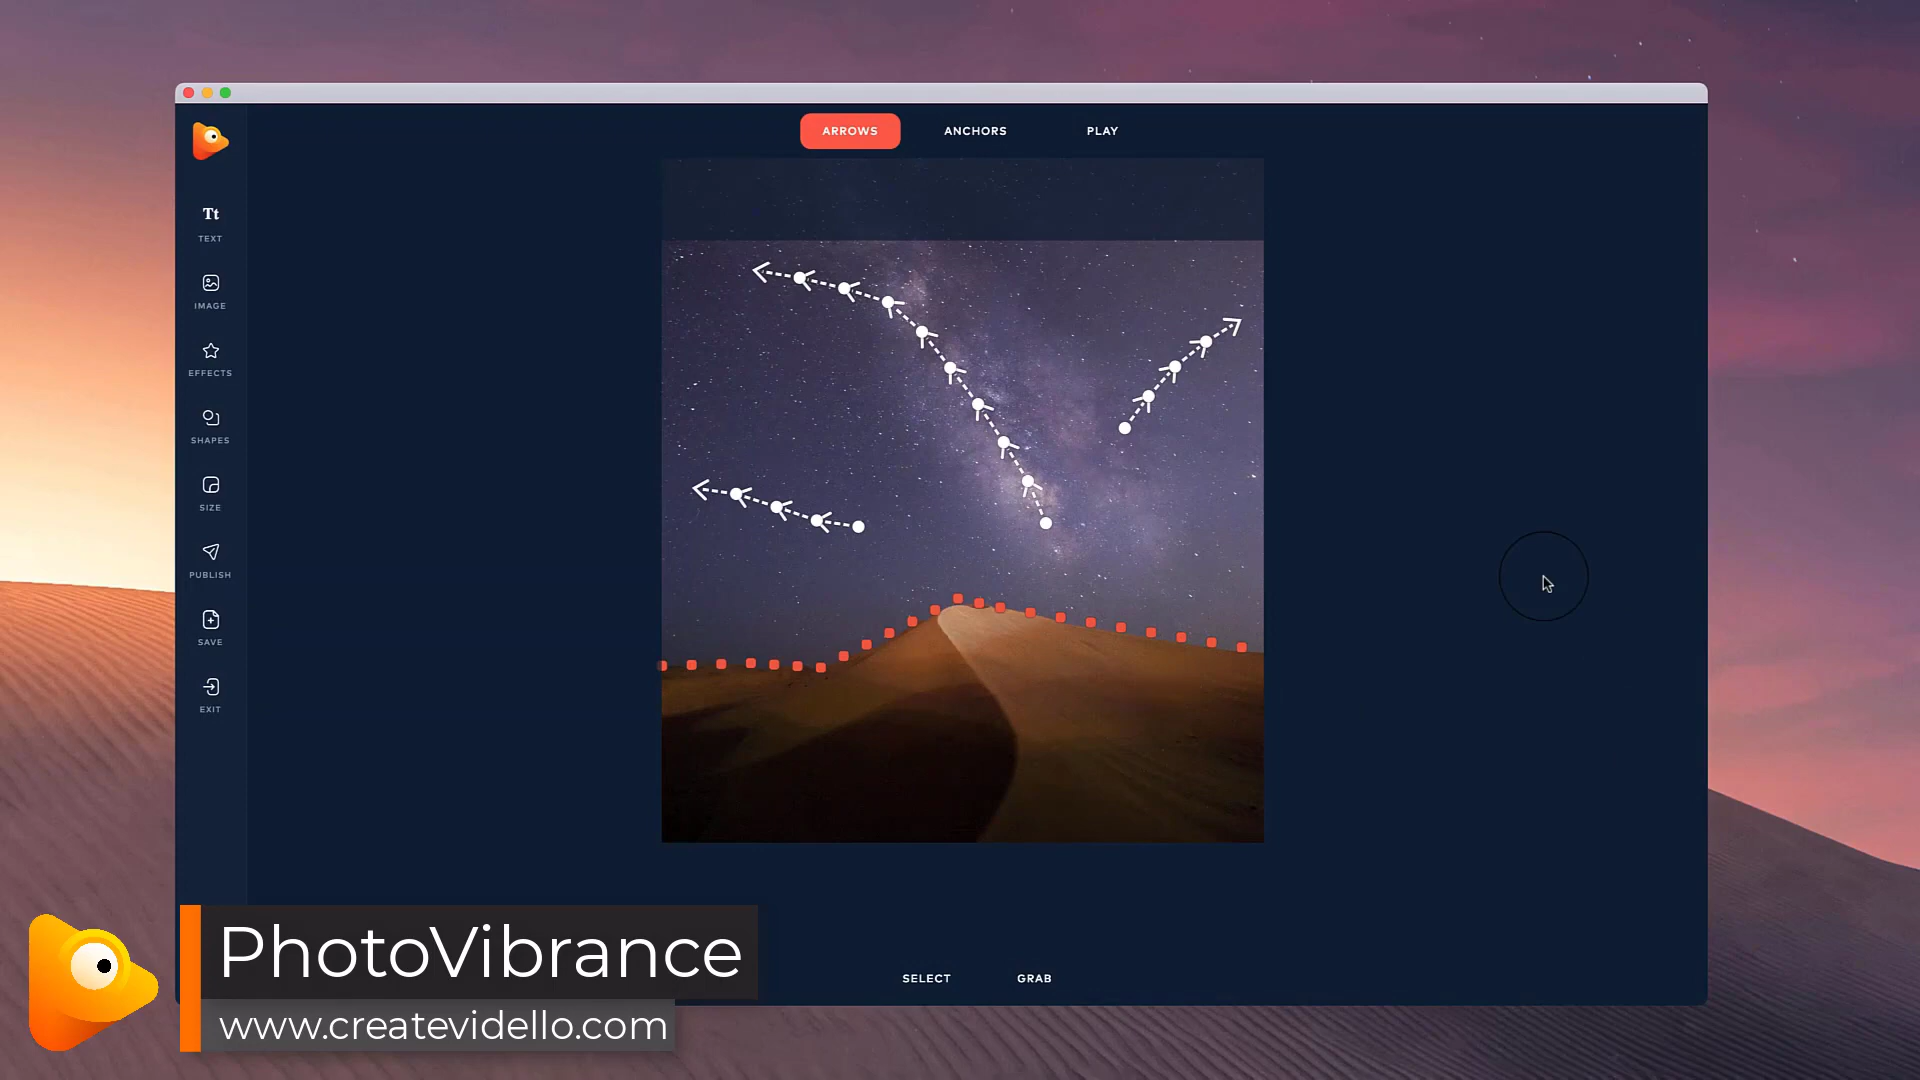 ARROWS
ANCHORS
PLAY
Tt
TEXT
IMAGE
EFFECTS
SHAPES
SIZE
PUBLISH
SAVE
EXIT
SELECT
GRAB
PhotoVibrance
www.createvidello.com